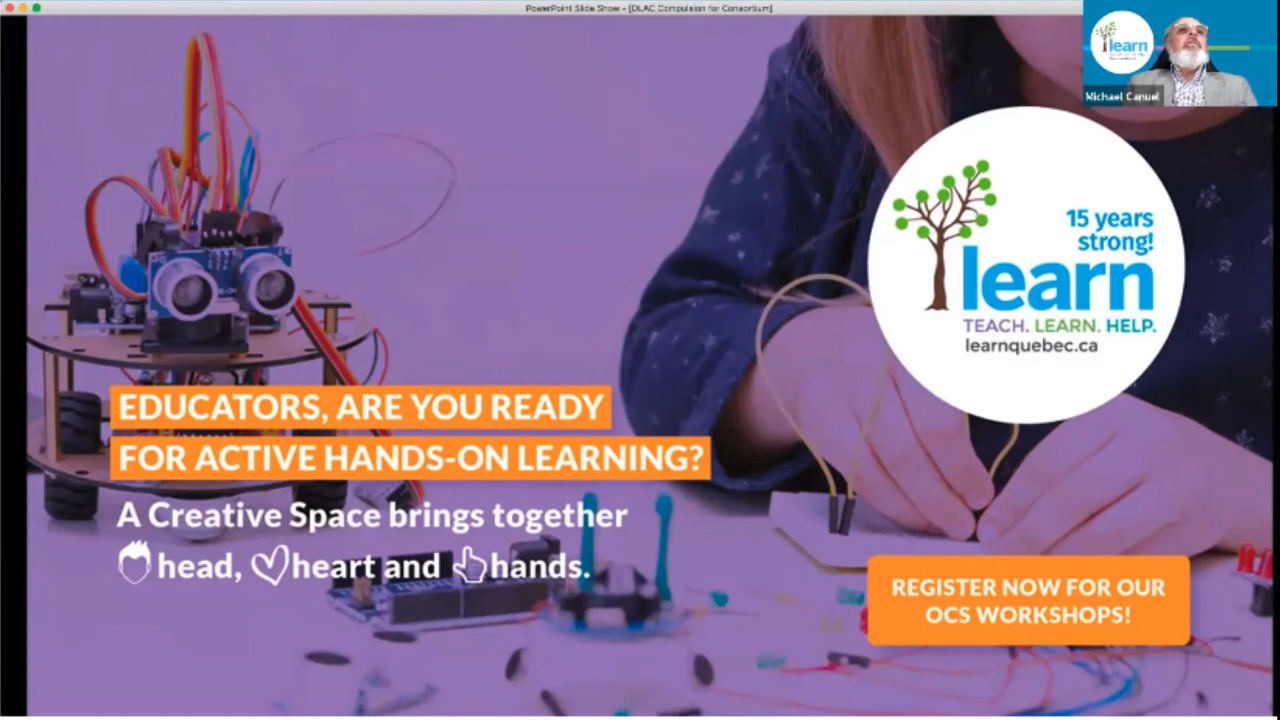 PowerPoint Slide Show - [DLAC Compulsion for Consortium]
learn
Michael Canuel
15 years
strong!
learn
TEACH. LEARN. HELP.
learnquebec.ca
EDUCATORS, ARE YOU READY
FOR ACTIVE HANDS-ON LEARNING?
A Creative Space brings together
head, heart and hands.
REGISTER NOW FOR OUR
OCS WORKSHOPS!